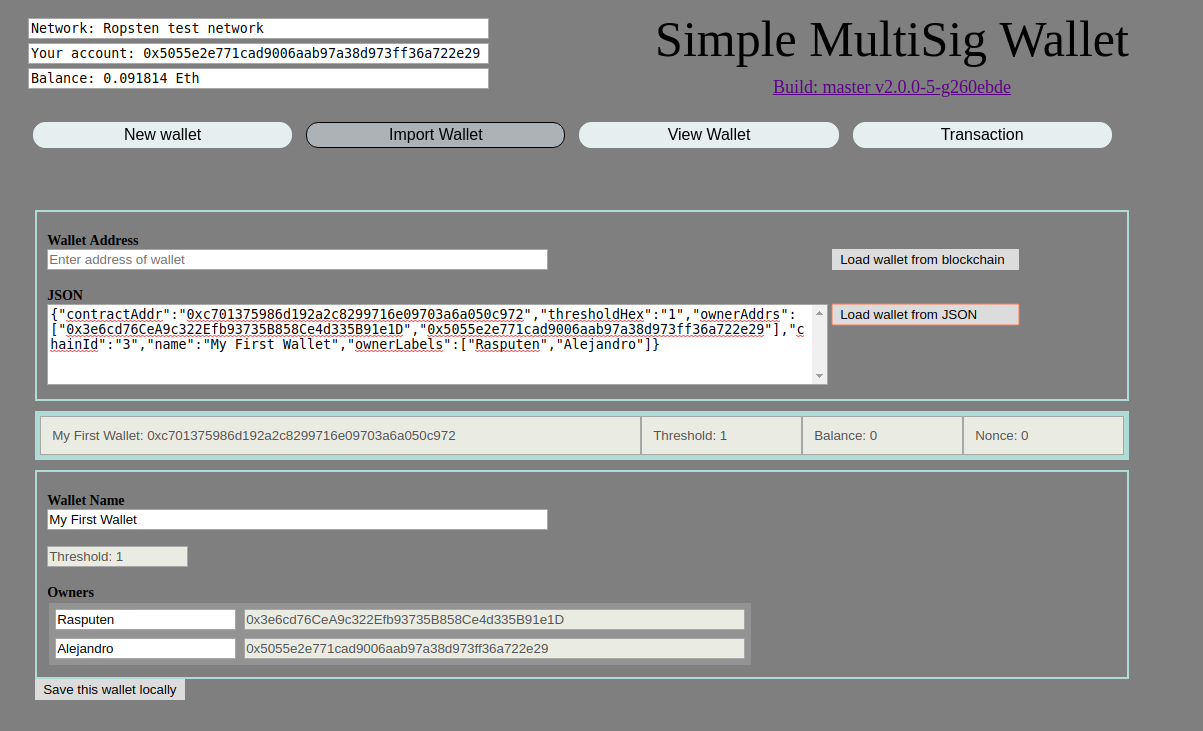 Network: Ropsten test network
Your account: 0x5055e2e771cad9006aab97a38d973ff36a722e29
Balance: 0.091814 Eth
Simple MultiSig Wallet
Build: master v2.0.0-5-g260ebde
New wallet
Import Wallet
View Wallet
Transaction
Wallet Address
Enter address of wallet
Load wallet from blockchain
JSON
{"contractAddr":"0xc701375986d192a2c8299716e09703a6a050c972","thresholdHex":"1","ownerAddrs":
["0x3e6cd76CeA9c322Efb93735B858Ce4d335B91e1D","0x5055e2e771cad9006aab97a38d973ff36a722e29"],"c
hainId":"3","name":"My First Wallet","ownerLabels":["Rasputen","Alejandro"]}
Load wallet from JSON
My First Wallet: 0xc701375986d192a2c8299716e09703a6a050c972
Threshold: 1
Balance: 0
Nonce: 0
Wallet Name
My First Wallet
Threshold: 1
Owners
Rasputen
0x3e6cd76CeA9c322Efb93735B858Ce4d335B91e1D
Alejandro
0x5055e2e771cad9006aab97a38d973ff36a722e29
Save this wallet locally